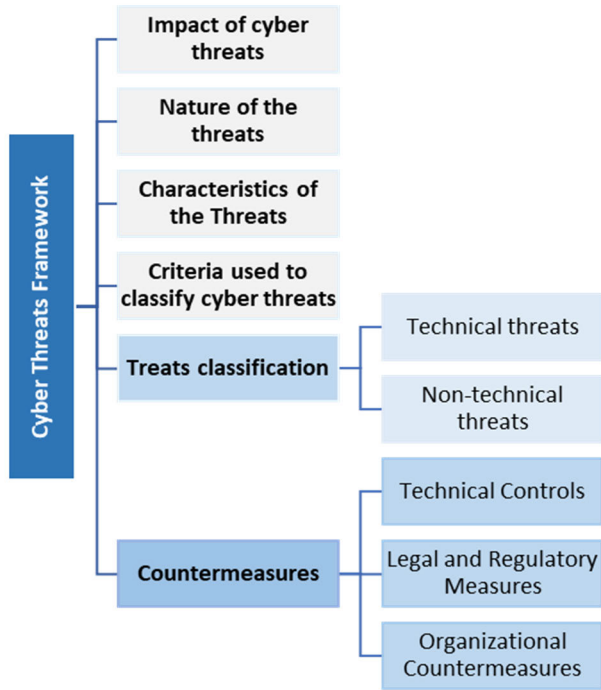 Cyber Threats Framework
Impact of cyber
threats
Nature of the
threats
Characteristics of
the Threats
Criteria used to
classify cyber threats
Treats classification
Technical threats
Non-technical
threats
Countermeasures
Technical Controls
Legal and Regulatory
Measures
Organizational
Countermeasures